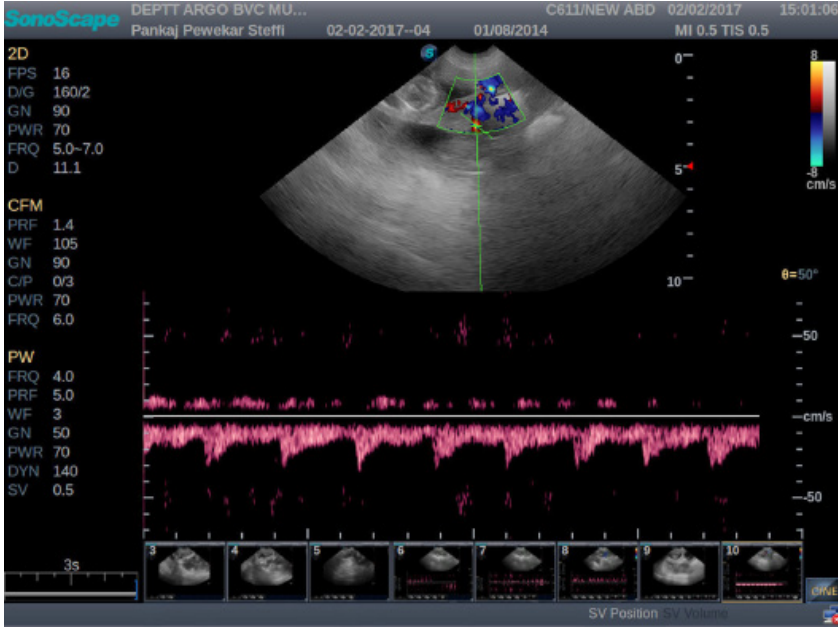 SonoScape DEPTT ARGO BVC MU... C611/NEW ABD 02/02/2017 15:01:06
Pankaj Pewekar Steffi 02-02-2017--04 01/08/2014 MI 0.5 TIS 0.5
2D
FPS 16
D/G 160/2
GN 90
PWR 70
FRQ 5.0~7.0
D 11.1
CFM
PRF 1.4
WF 105
GN 90
C/P 0/3
PWR 70
FRQ 6.0
PW
FRQ 4.0
PRF 5.0
WF 3
GN 50
PWR 70
DYN 140
SV 0.5
3s
S
0
5
10
8
-8
cm/s
θ=50°
50
cm/s
-50
3 4 5 6 7 8 9 10
CINE
SV Position SV Volume